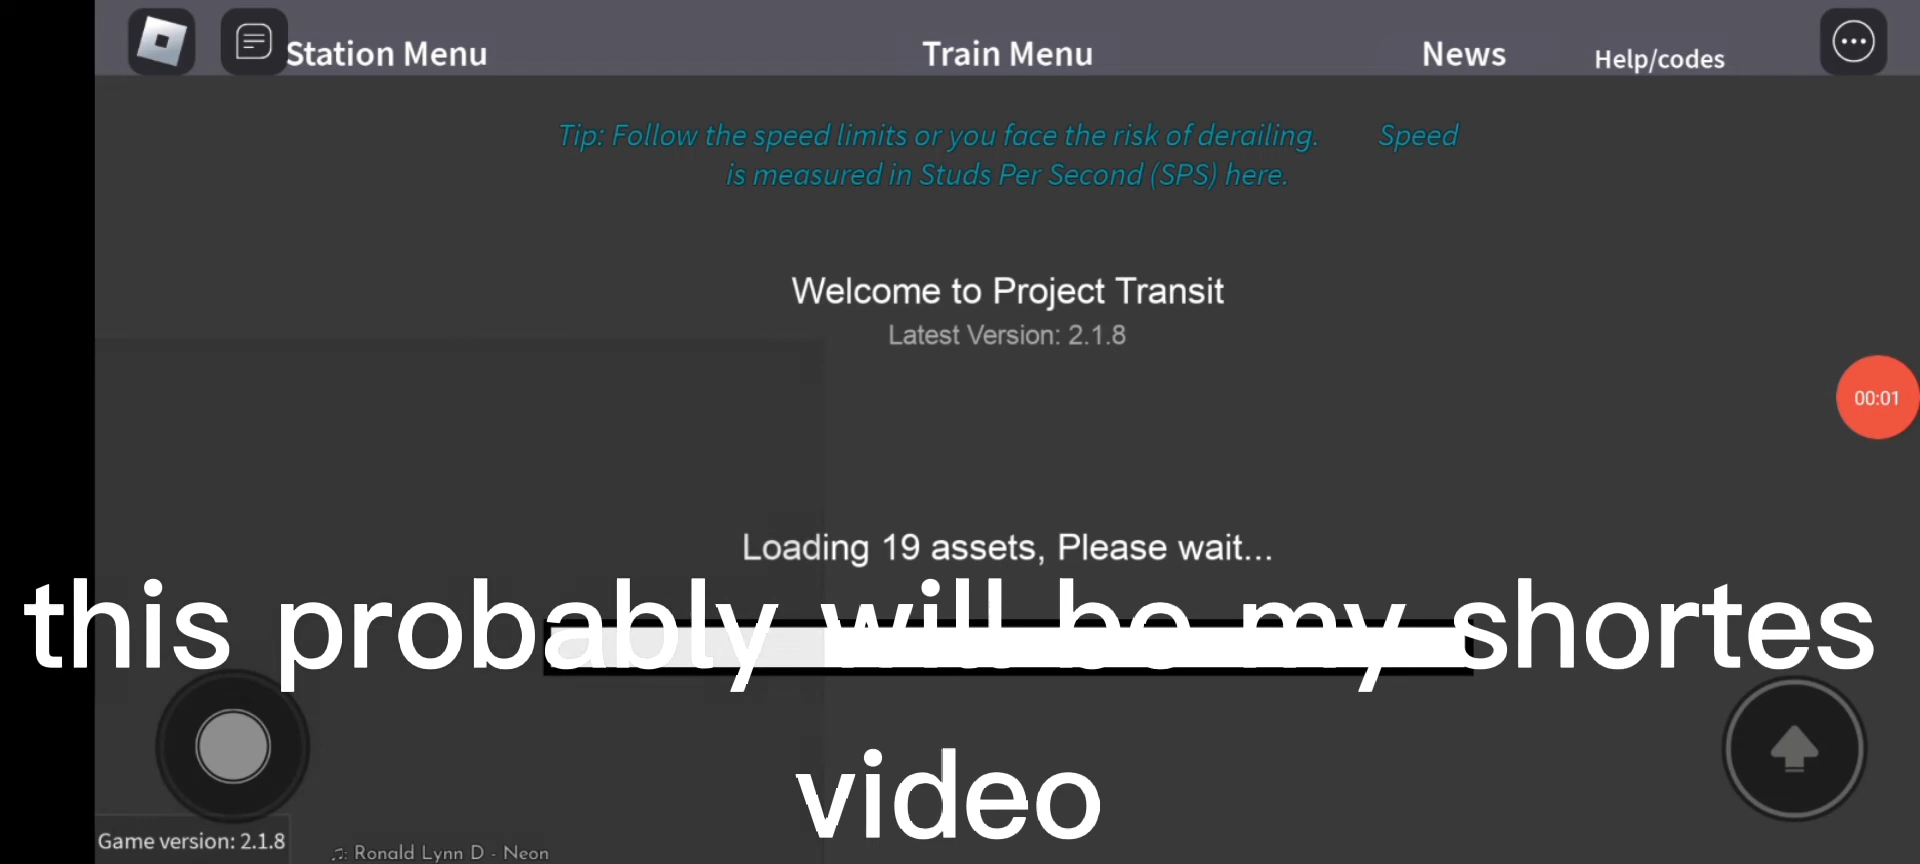 Station Menu
Train Menu
News
Help/codes
Tip: Follow the speed limits or you face the risk of derailing. Speed
is measured in Studs Per Second (SPS) here.
Welcome to Project Transit
Latest Version: 2.1.8
00:01
Loading 19 assets, Please wait...
this probably will be my shortes
video
Game version: 2.1.8
♫: Ronald Lynn D - Neon